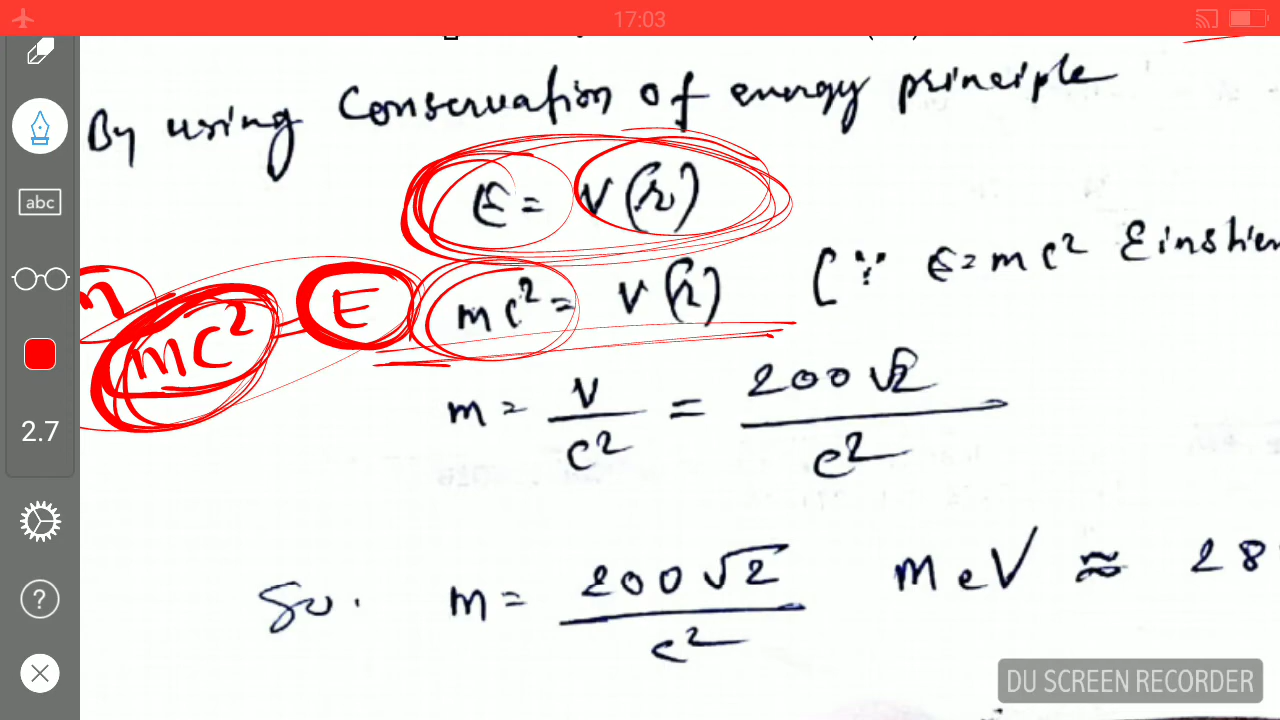 17:03
By using Conservation of energy principle
E = V(r)
mc² = E mc² = V(r) (∵ E=mc² Einstien
abc
m = V/c² = 200√2/c²
2.7
So. m = 200√2/c² MeV ≈ 28
?
DU SCREEN RECORDER